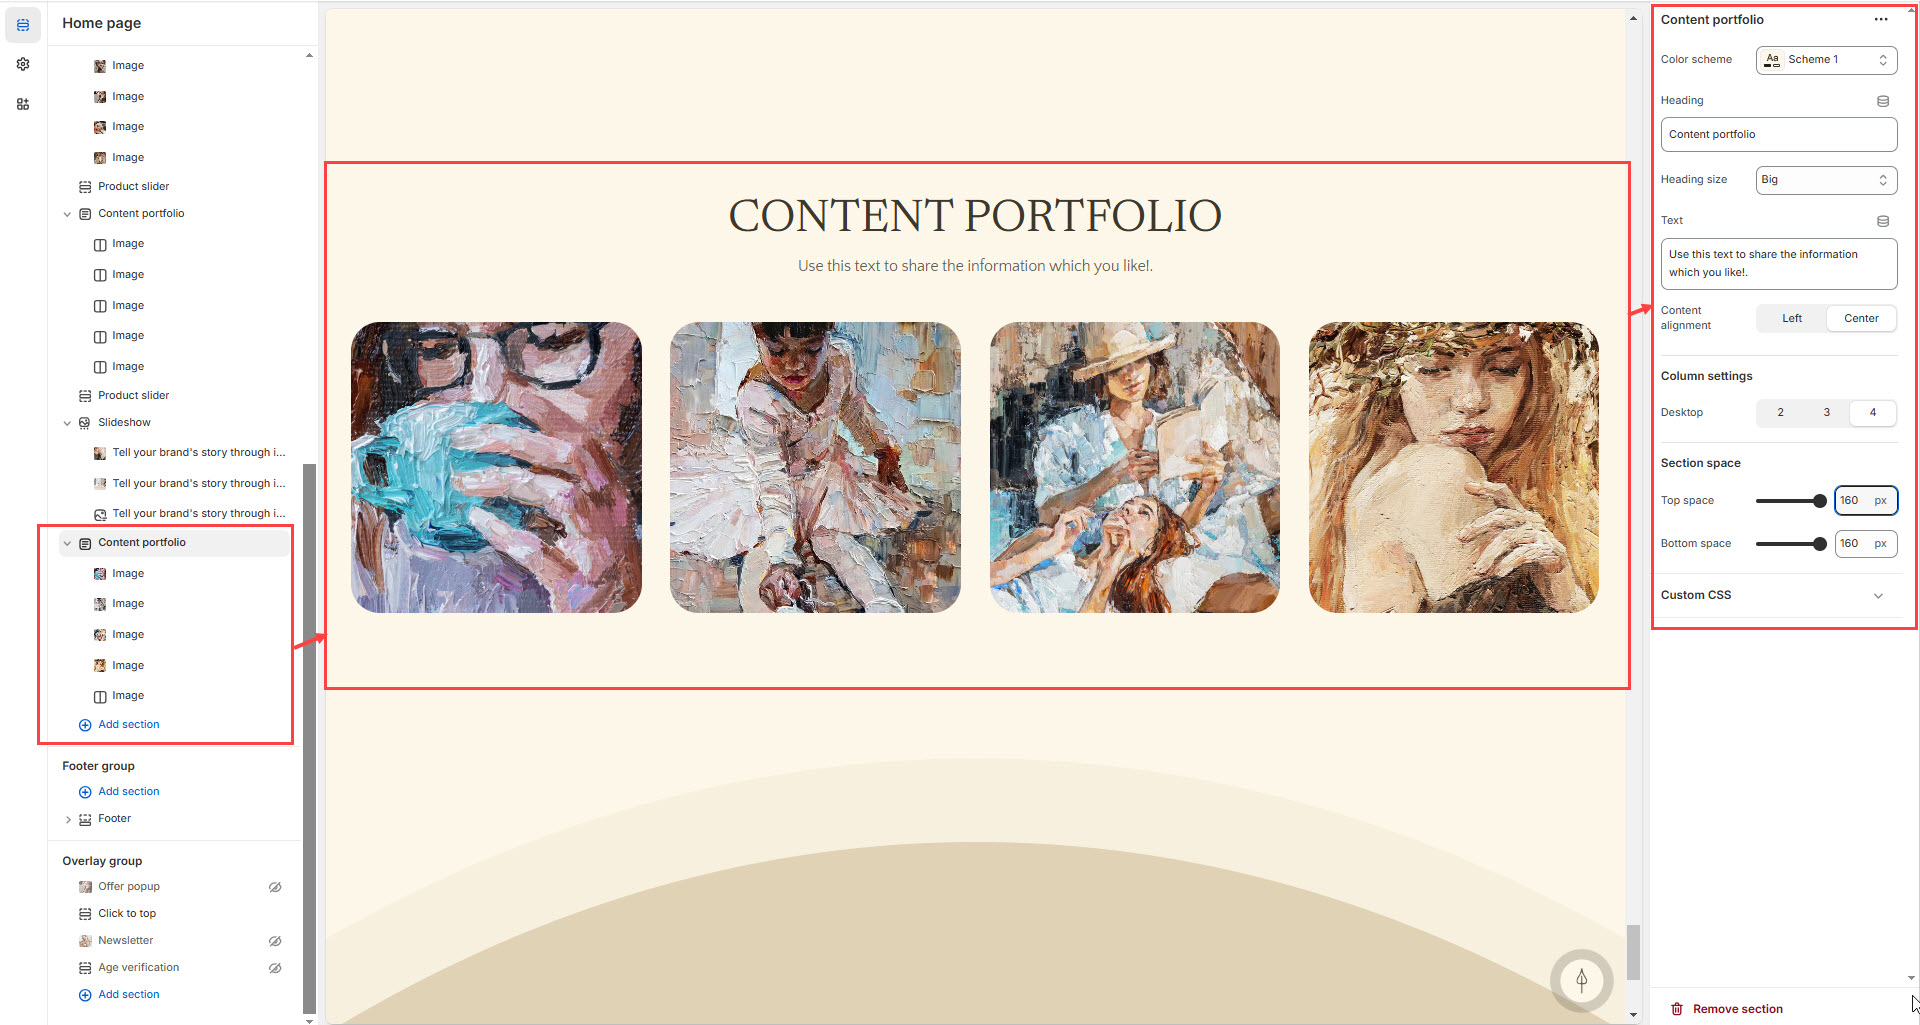 Home page
Image
Image
Image
Image
Product slider
Content portfolio
Image
Image
Image
Image
Image
Product slider
Slideshow
Tell your brand's story through i...
Tell your brand's story through i...
Tell your brand's story through i...
Content portfolio
Image
Image
Image
Image
Image
Add section
Footer group
Add section
Footer
Overlay group
Offer popup
Click to top
Newsletter
Age verification
Add section
CONTENT PORTFOLIO
Use this text to share the information which you like!.
Content portfolio
Color scheme
Aa
Scheme 1
Heading
Content portfolio
Heading size
Big
Text
Use this text to share the information
which you like!.
Content
alignment
Left
Center
Column settings
Desktop
2
3
4
Section space
Top space
160 px
Bottom space
160 px
Custom CSS
Remove section